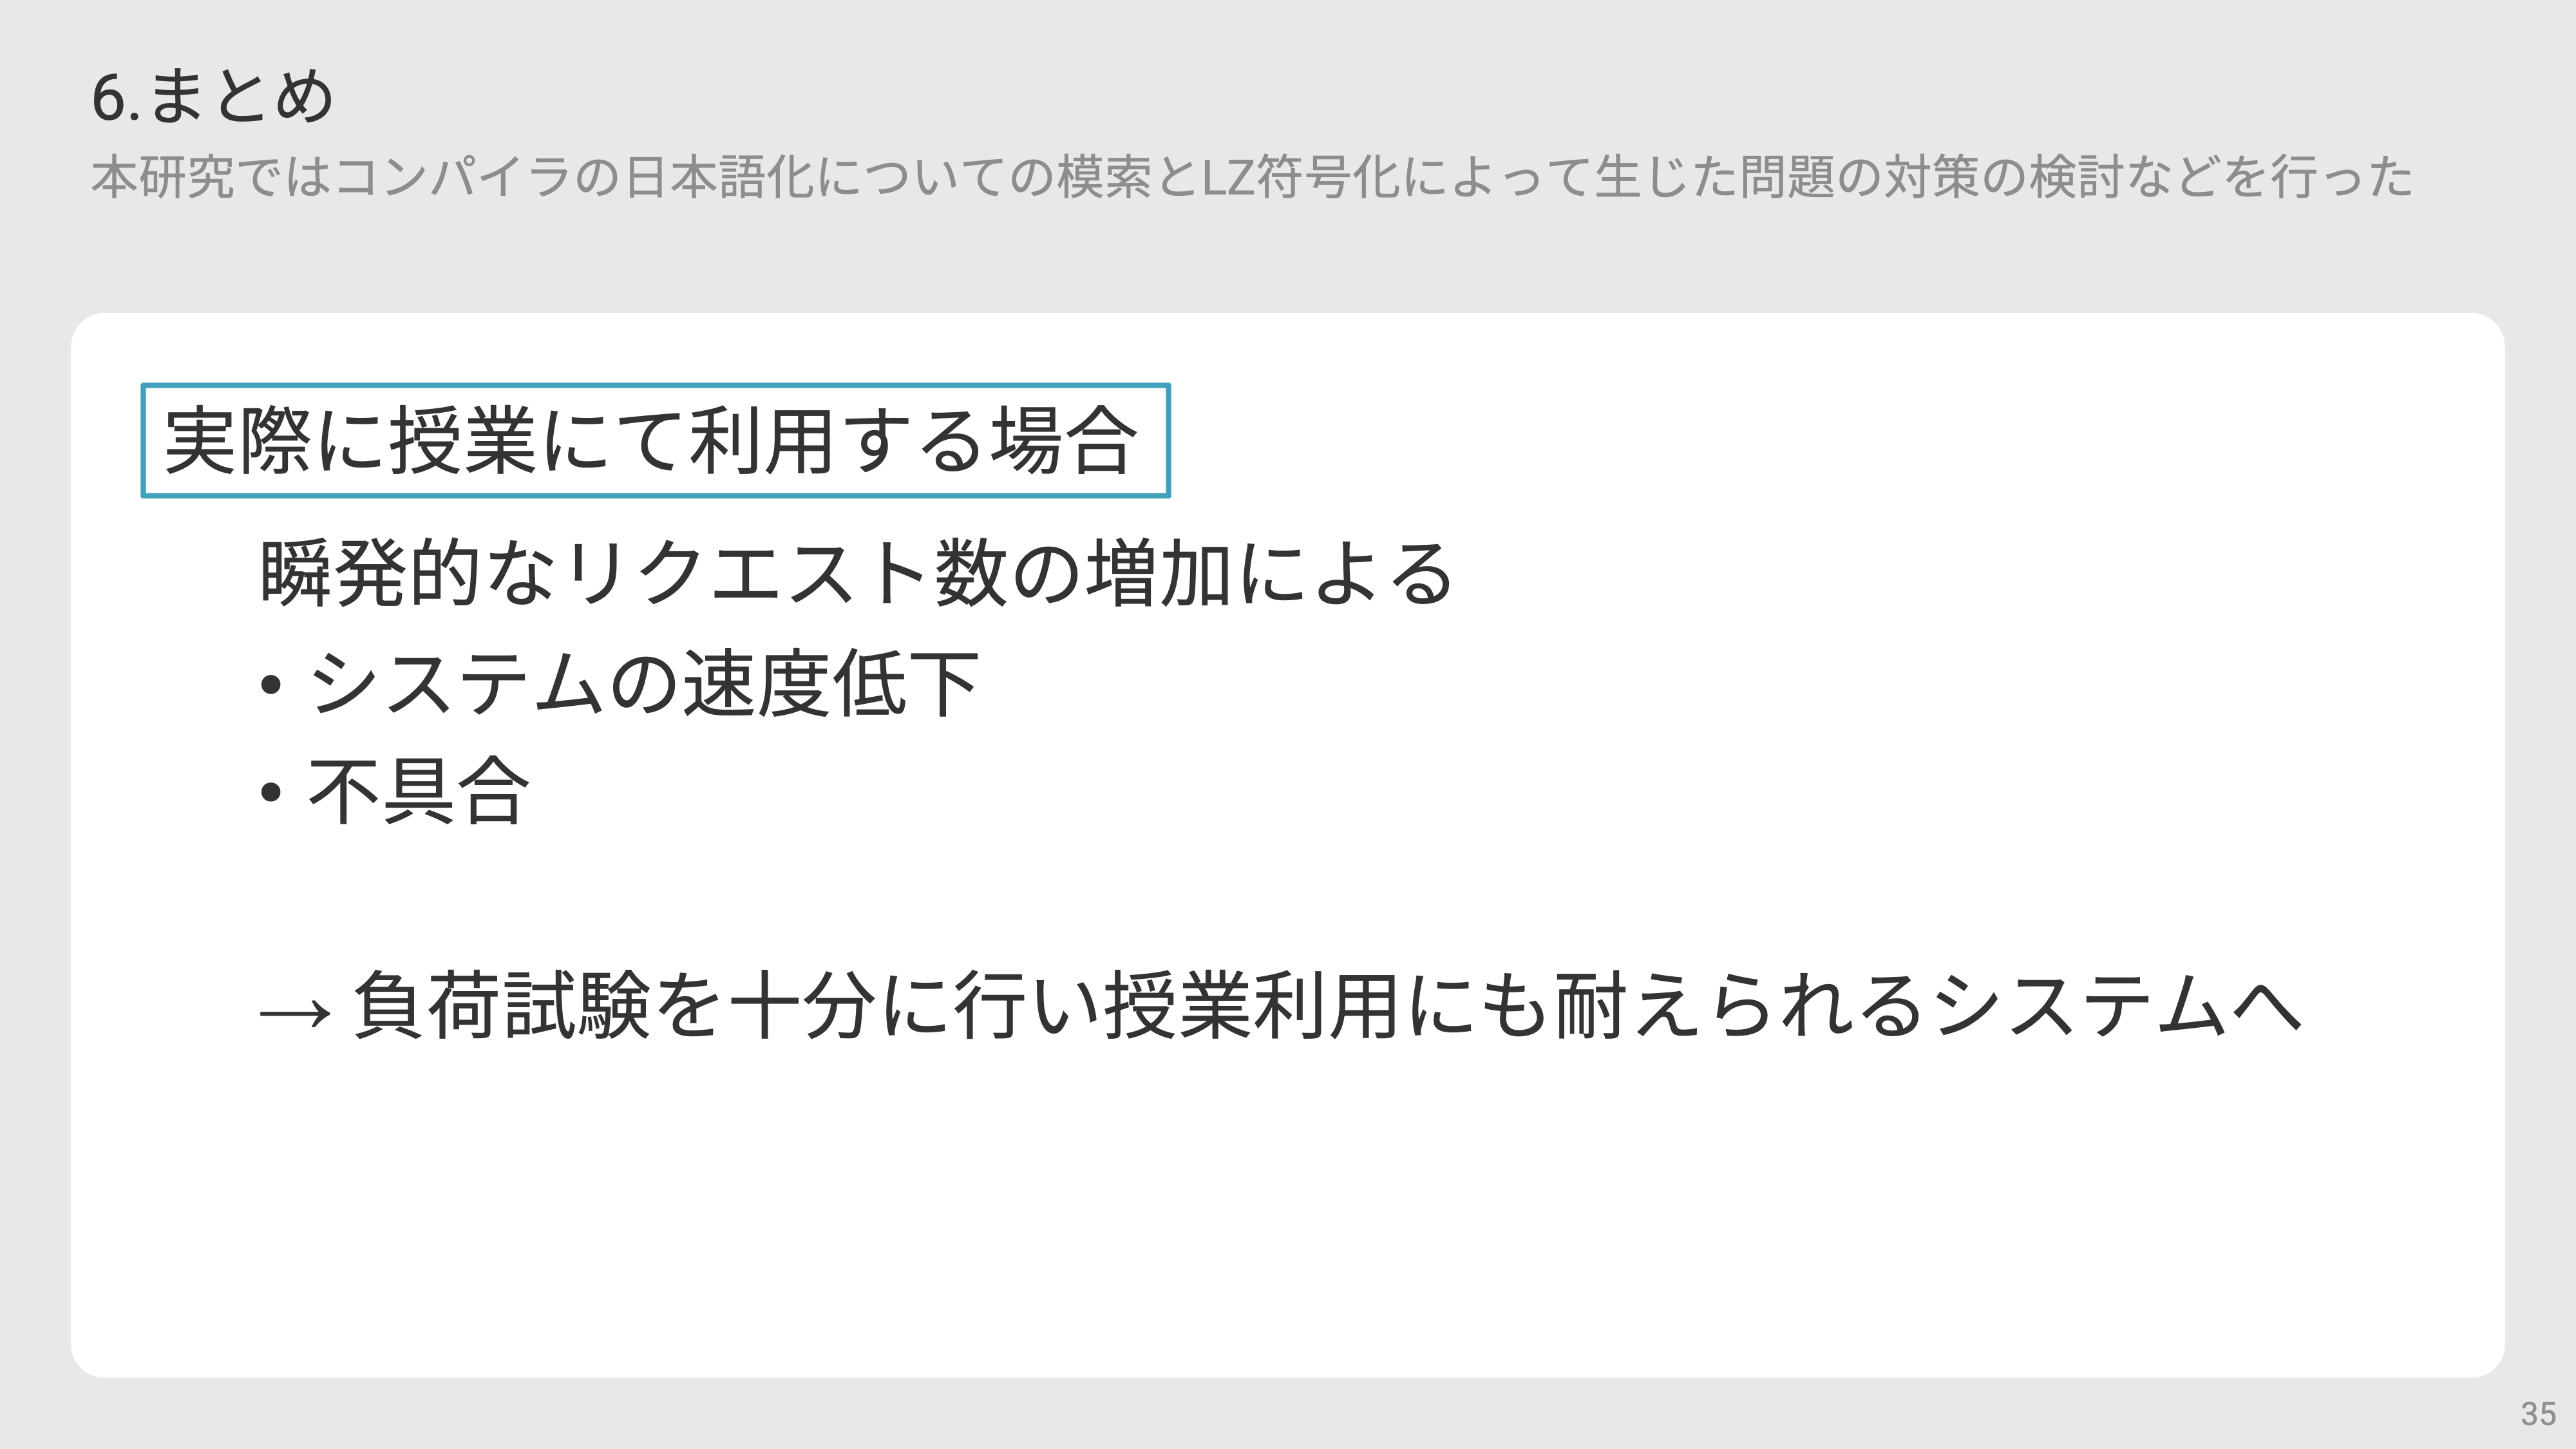 6.まとめ
本研究ではコンパイラの日本語化についての模索とLZ符号化によって生じた問題の対策の検討などを行った
実際に授業にて利用する場合
瞬発的なリクエスト数の増加による
• システムの速度低下
• 不具合
→ 負荷試験を十分に行い授業利用にも耐えられるシステムへ
35